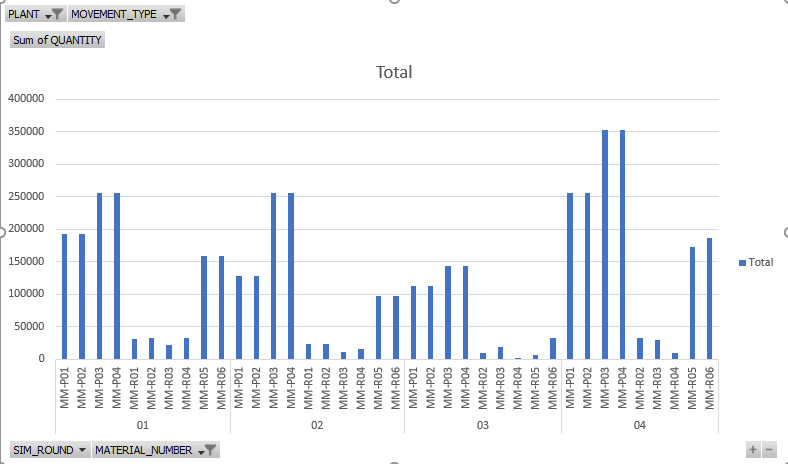 PLANT MOVEMENT_TYPE
Sum of QUANTITY
Total
400000
350000
300000
250000
200000
150000
100000
50000
0
Total
MM-P01
MM-P02
MM-P03
MM-P04
MM-R01
MM-R02
MM-R03
MM-R04
MM-R05
MM-R06
MM-P01
MM-P02
MM-P03
MM-P04
MM-R01
MM-R02
MM-R03
MM-R04
MM-R05
MM-R06
MM-P01
MM-P02
MM-P03
MM-P04
MM-R02
MM-R03
MM-R04
MM-R05
MM-R06
MM-P01
MM-P02
MM-P03
MM-P04
MM-R02
MM-R03
MM-R04
MM-R05
MM-R06
01 02 03 04
SIM_ROUND MATERIAL_NUMBER + −